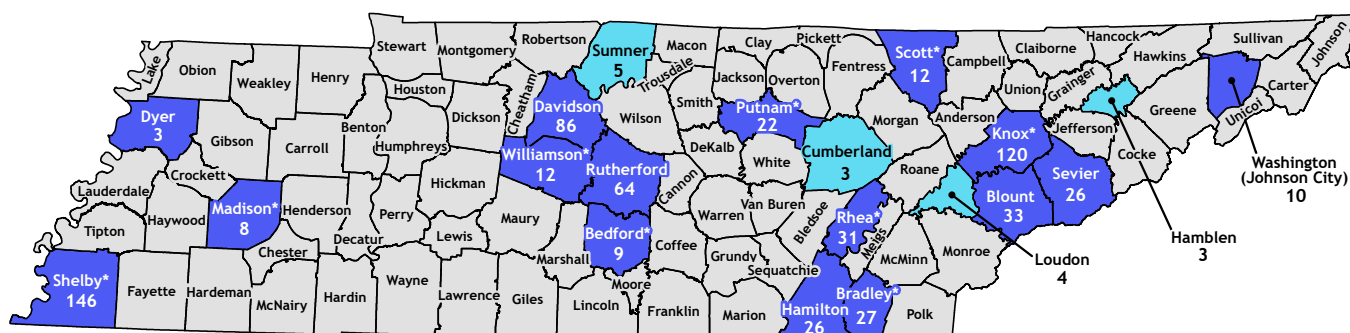 Stewart
Montgomery
Robertson
Sumner
5
Macon
Clay
Pickett
Scott*
12
Campbell
Claiborne
Hancock
Hawkins
Sullivan
Johnson
Lake
Obion
Weakley
Henry
Houston
Cheatham
Trousdale
Jackson
Overton
Fentress
Union
Grainger
Carter
Dyer
3
Gibson
Carroll
Benton
Humphreys
Dickson
Davidson
86
Wilson
Smith
Putnam*
22
Morgan
Anderson
Knox*
120
Jefferson
Greene
Unicoi
Washington
(Johnson City)
10
Lauderdale
Crockett
Williamson*
12
Rutherford
64
Cannon
DeKalb
White
Cumberland
3
Roane
Blount
33
Sevier
26
Cocke
Hamblen
3
Tipton
Haywood
Madison*
8
Henderson
Decatur
Perry
Hickman
Lewis
Maury
Marshall
Bedford*
9
Coffee
Warren
Van Buren
Bledsoe
Rhea*
31
Meigs
McMinn
Monroe
Loudon
4
Shelby*
146
Fayette
Hardeman
Chester
McNairy
Hardin
Wayne
Lawrence
Giles
Lincoln
Moore
Franklin
Grundy
Sequatchie
Marion
Hamilton
26
Bradley*
27
Polk